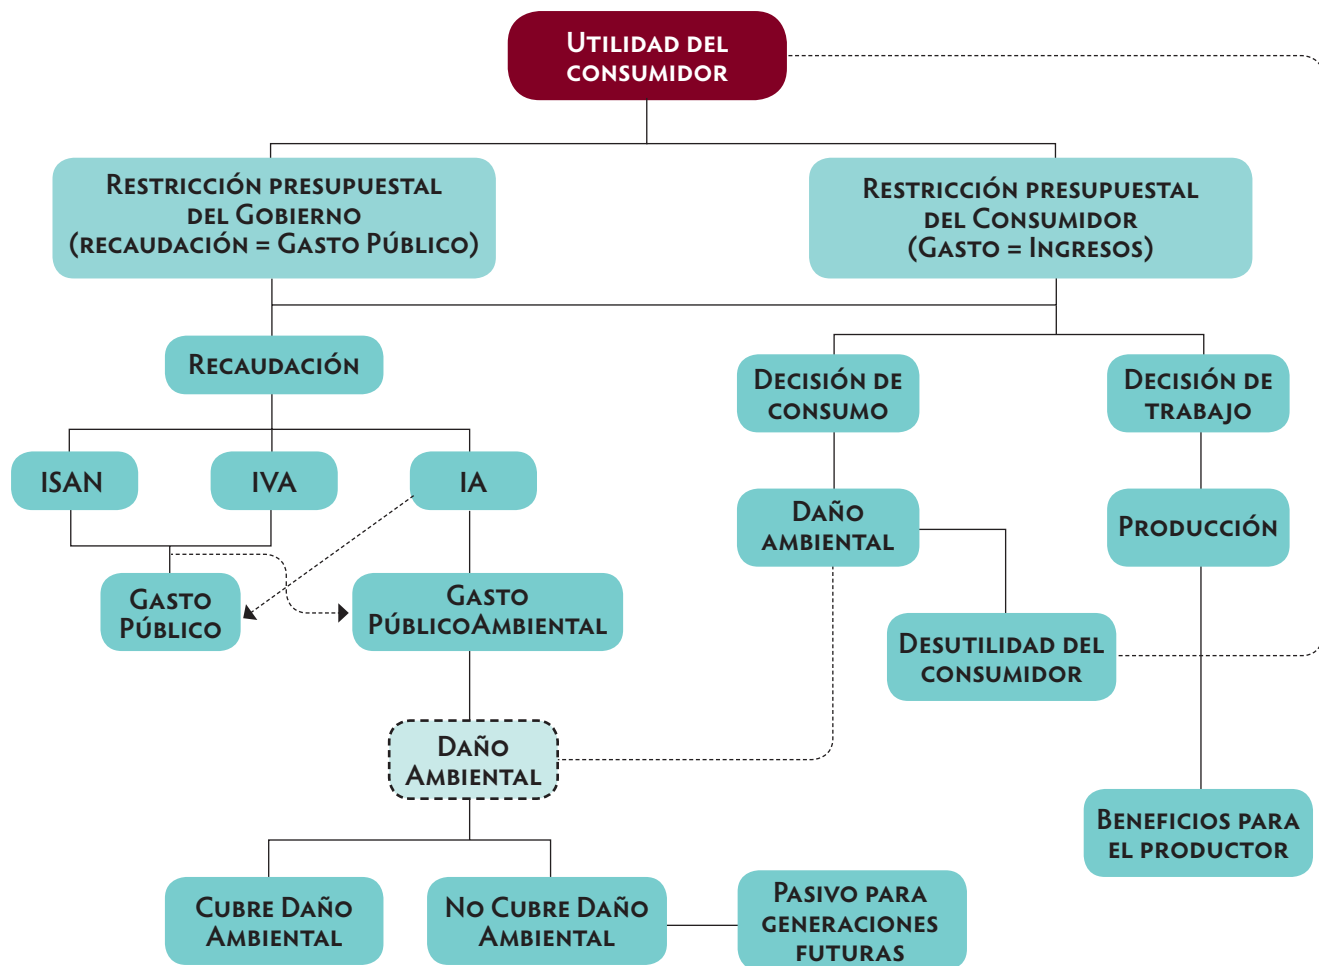 Utilidad del
consumidor
Restricción presupuestal
del Gobierno
(recaudación = Gasto Público)
Restricción presupuestal
del Consumidor
(Gasto = Ingresos)
Recaudación
Decisión de
consumo
Decisión de
trabajo
ISAN
IVA
IA
Daño
ambiental
Producción
Gasto
Público
Gasto
PúblicoAmbiental
Desutilidad del
consumidor
Daño
Ambiental
Beneficios para
el productor
Cubre Daño
Ambiental
No Cubre Daño
Ambiental
Pasivo para
generaciones
futuras